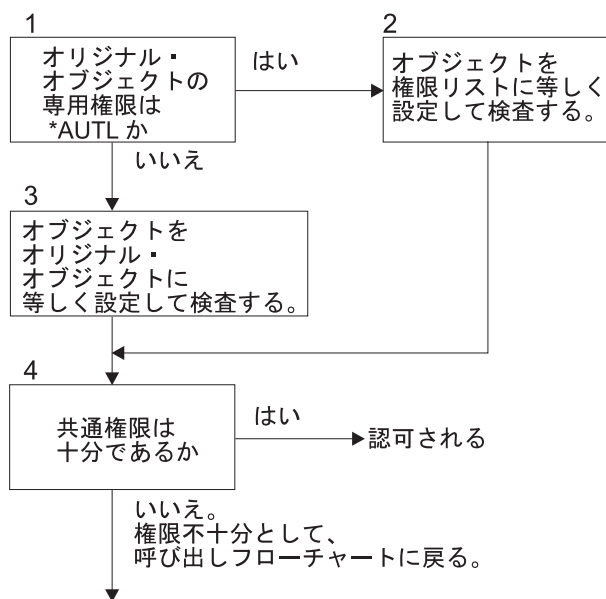 1
オリジナル・
オブジェクトの
専用権限は
*AUTL か
はい
2
オブジェクトを
権限リストに等しく
設定して検査する。
いいえ
3
オブジェクトを
オリジナル・
オブジェクトに
等しく設定して検査する。
4
共通権限は
十分であるか
はい
認可される
いいえ。
権限不十分として、
呼び出しフローチャートに戻る。